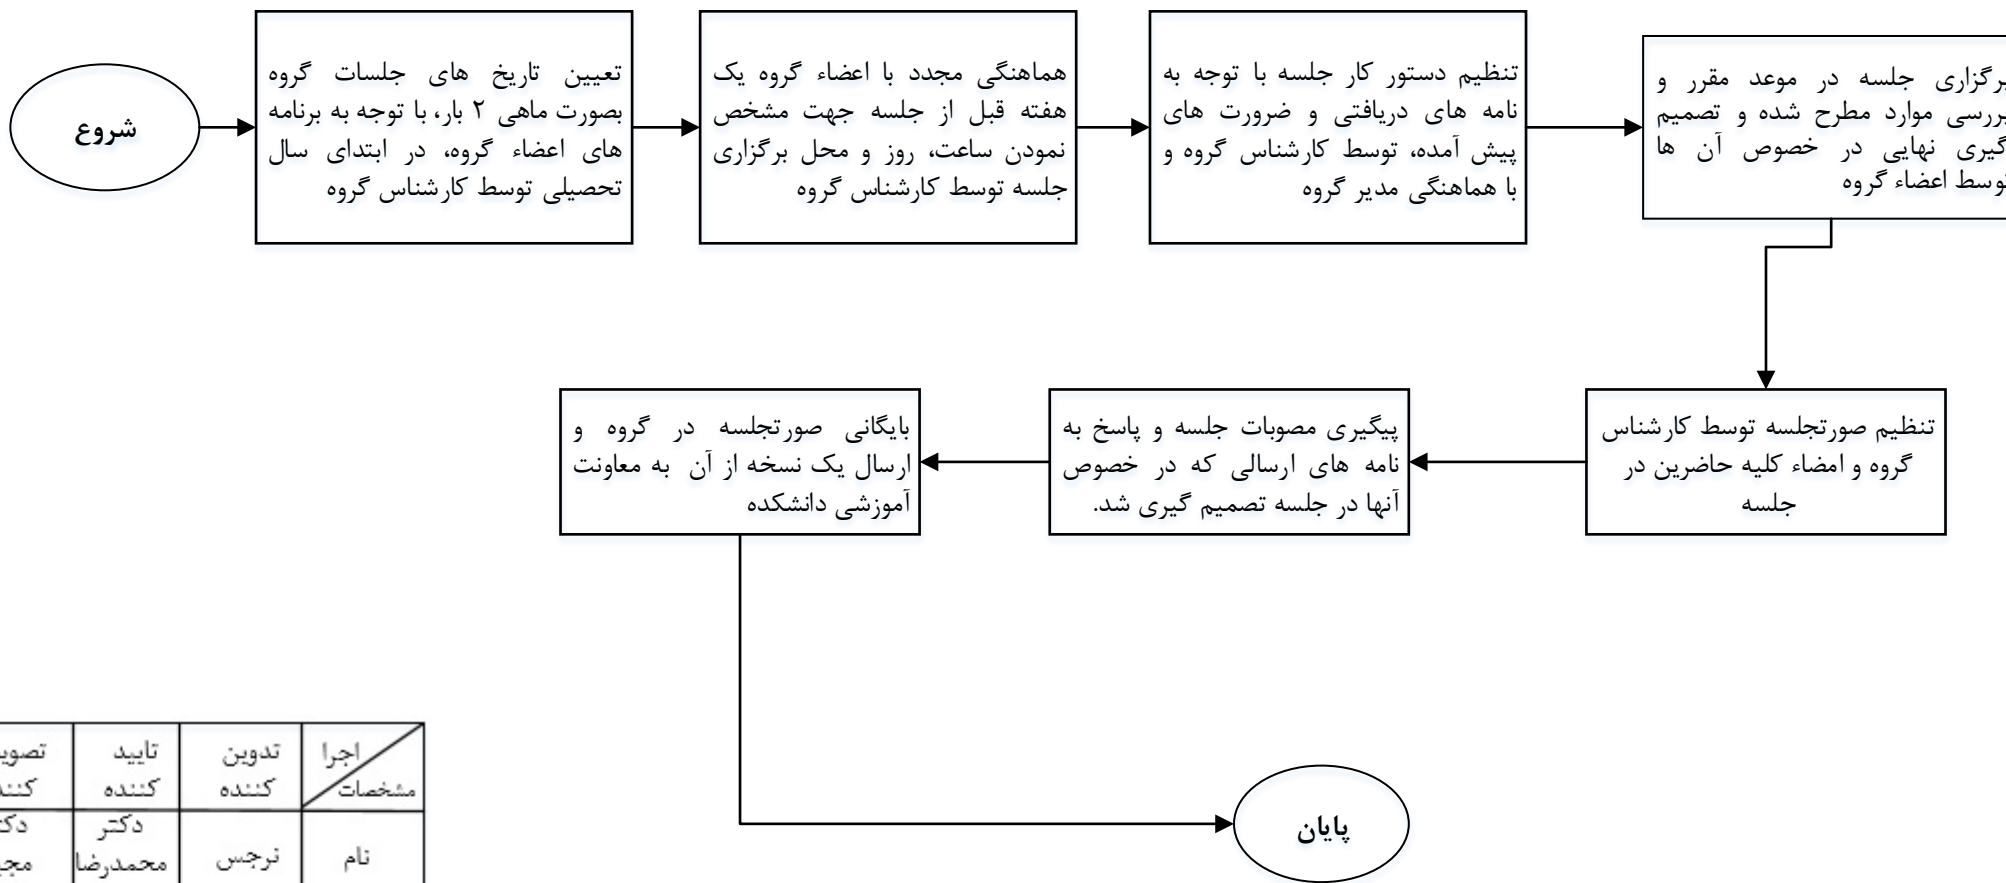 شروع
تعیین تاریخ های جلسات گروه
بصورت ماهی ۲ بار، با توجه به برنامه
های اعضاء گروه، در ابتدای سال
تحصیلی توسط کارشناس گروه
هماهنگی مجدد با اعضاء گروه یک
هفته قبل از جلسه جهت مشخص
نمودن ساعت، روز و محل برگزاری
جلسه توسط کارشناس گروه
تنظیم دستور کار جلسه با توجه به
نامه های دریافتی و ضرورت های
پیش آمده، توسط کارشناس گروه و
با هماهنگی مدیر گروه
برگزاری جلسه در موعد مقرر و
بررسی موارد مطرح شده و تصمیم
گیری نهایی در خصوص آن ها
توسط اعضاء گروه
تنظیم صورتجلسه توسط کارشناس
گروه و امضاء کلیه حاضرین در
جلسه
پیگیری مصوبات جلسه و پاسخ به
نامه های ارسالی که در خصوص
آنها در جلسه تصمیم گیری شد.
بایگانی صورتجلسه در گروه و
ارسال یک نسخه از آن به معاونت
آموزشی دانشکده
پایان
اجرا
مشخصات
تدوین
کننده
تایید
کننده
نام
نرجس
دکتر
محمدرضا